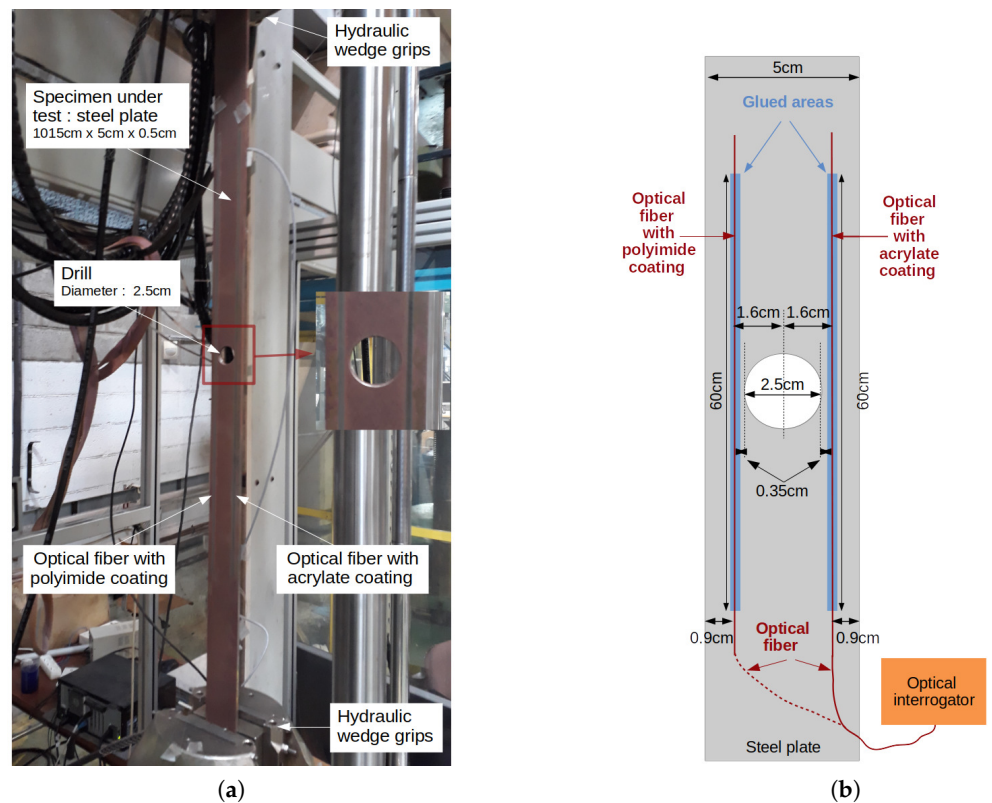 Hydraulic
wedge grips
Specimen under
test : steel plate
1015cm x 5cm x 0.5cm
Drill
Diameter :  2.5cm
Optical fiber with
polyimide coating
Optical fiber with
acrylate coating
Hydraulic
wedge grips
(a)
5cm
Glued areas
Optical
fiber
with
polyimide
coating
Optical
fiber
with
acrylate
coating
1.6cm
1.6cm
60cm
2.5cm
60cm
0.35cm
0.9cm
Optical
fiber
0.9cm
Optical
interrogator
Steel plate
(b)